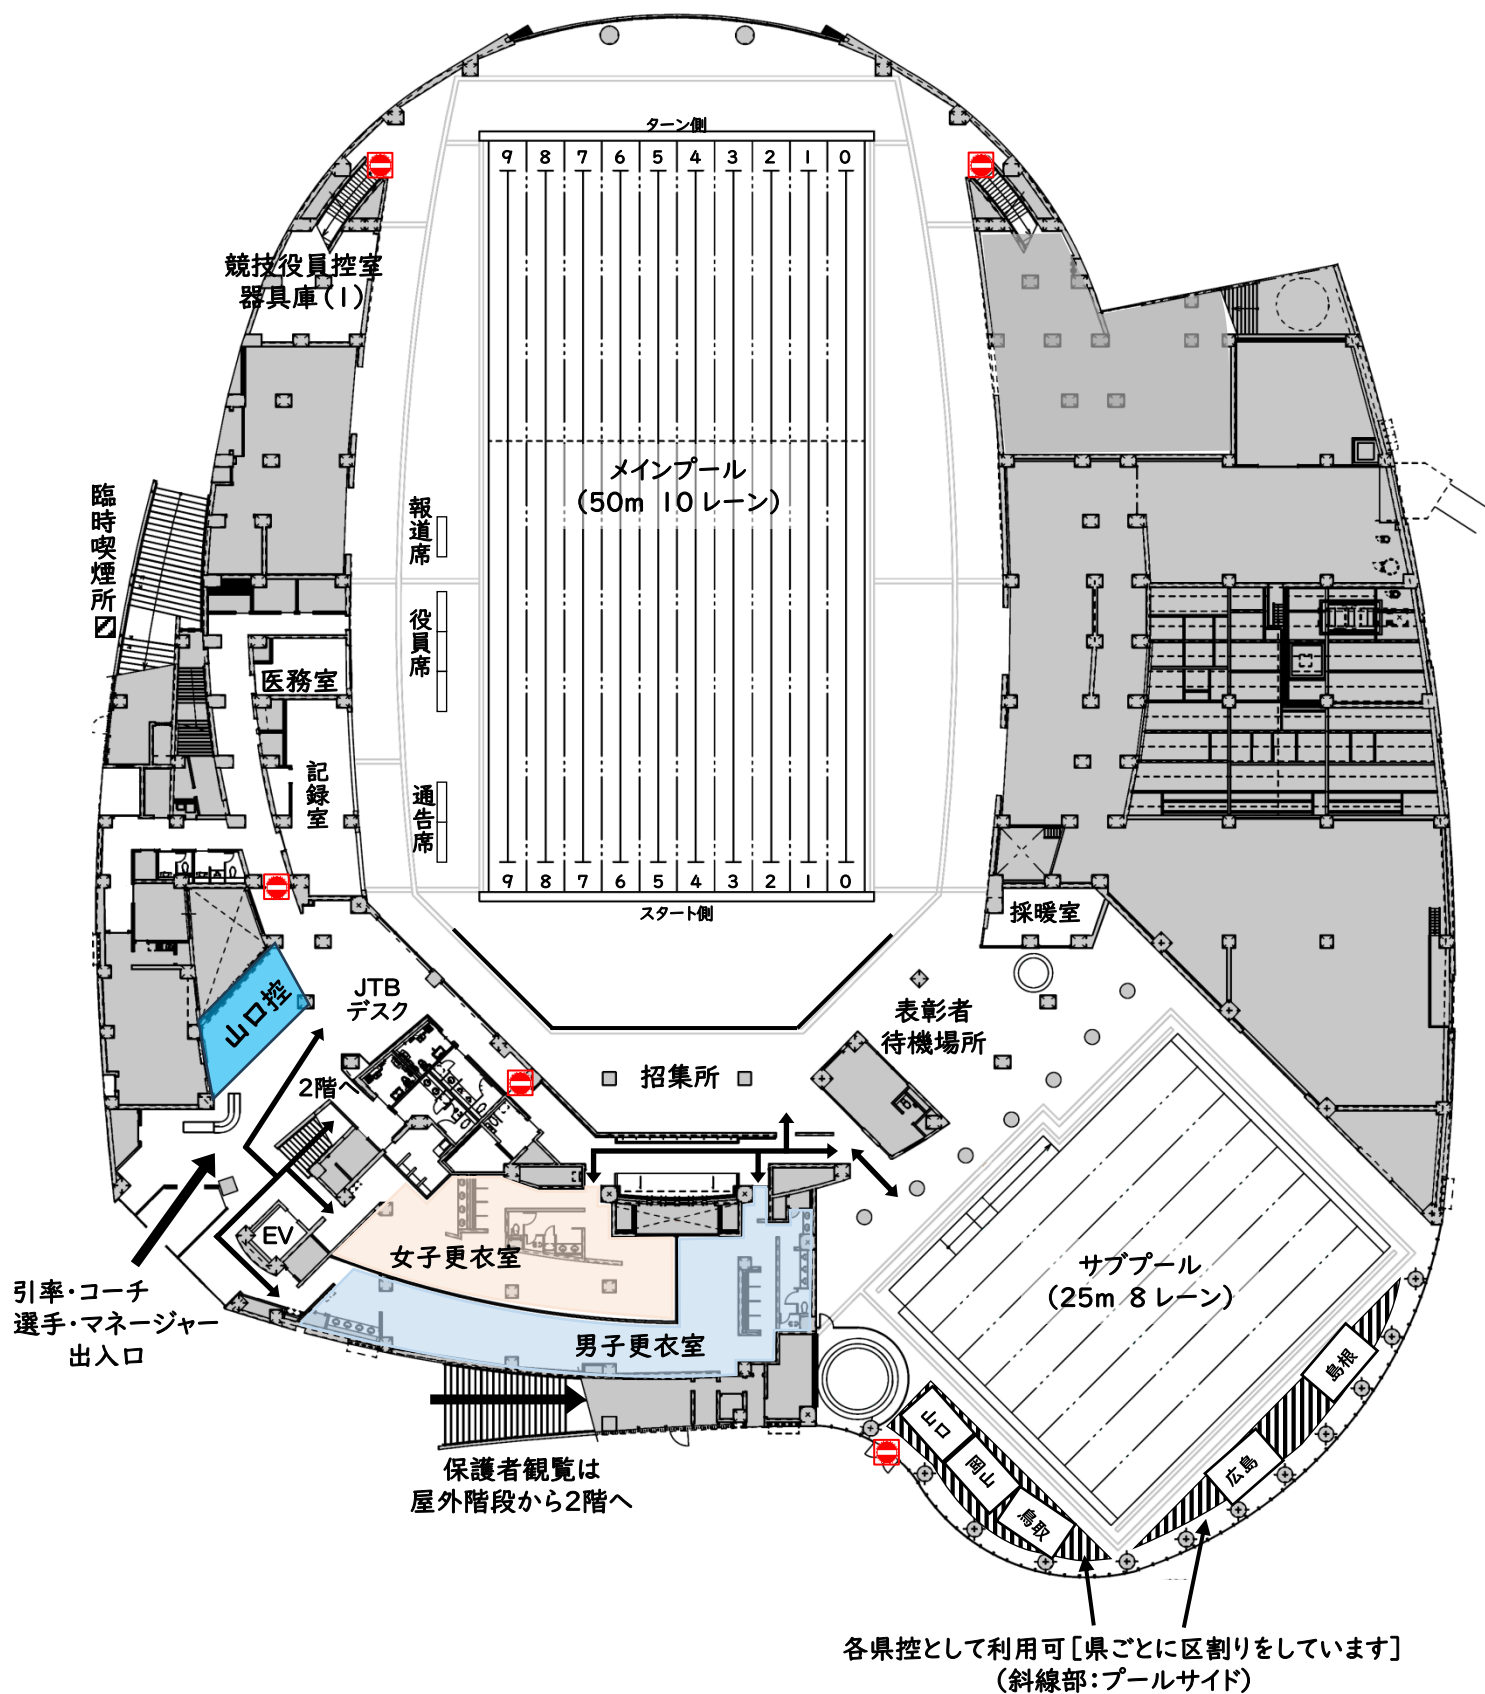 ターン側
9 8 7 6 5 4 3 2 1 0
競技役員控室
器具庫(1)
メインプール
(50m 10レーン)
臨時喫煙所
報道席
役員席
医務室
記録室
通告席
9 8 7 6 5 4 3 2 1 0
スタート側
採暖室
山口控
JTB
デスク
表彰者
待機場所
招集所
2階へ
EV
女子更衣室
男子更衣室
サブプール
(25m 8レーン)
引率・コーチ
選手・マネージャー
出入口
島根
山口
岡山
鳥取
広島
保護者観覧は
屋外階段から2階へ
各県控として利用可[県ごとに区割りをしています]
(斜線部:プールサイド)